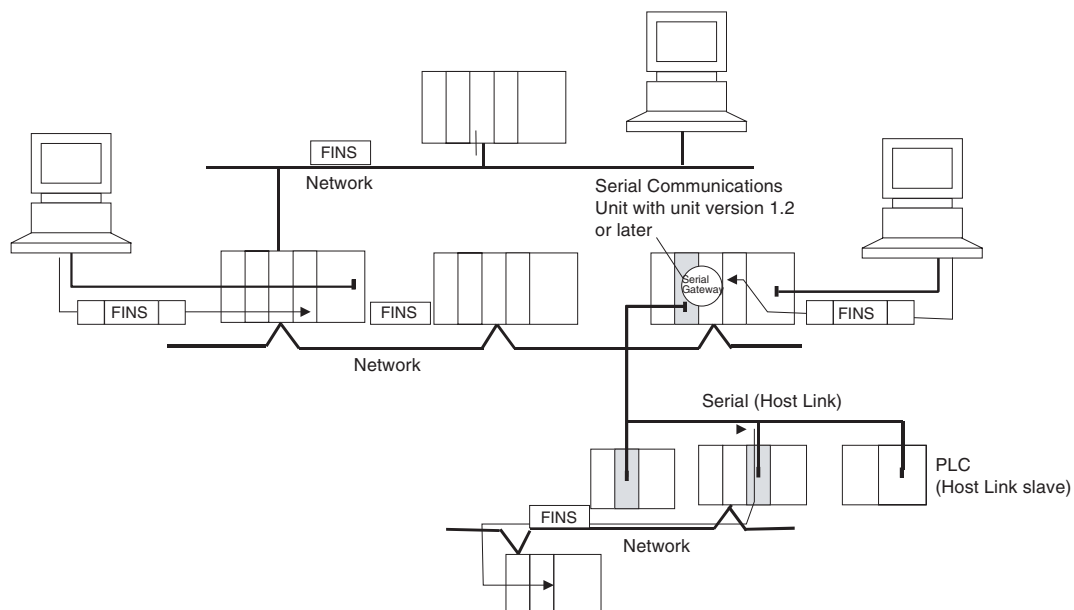 FINS
Network
Serial Communications
Unit with unit version 1.2
or later
Serial
Gateway
FINS
FINS
FINS
Network
Serial (Host Link)
PLC
(Host Link slave)
FINS
Network